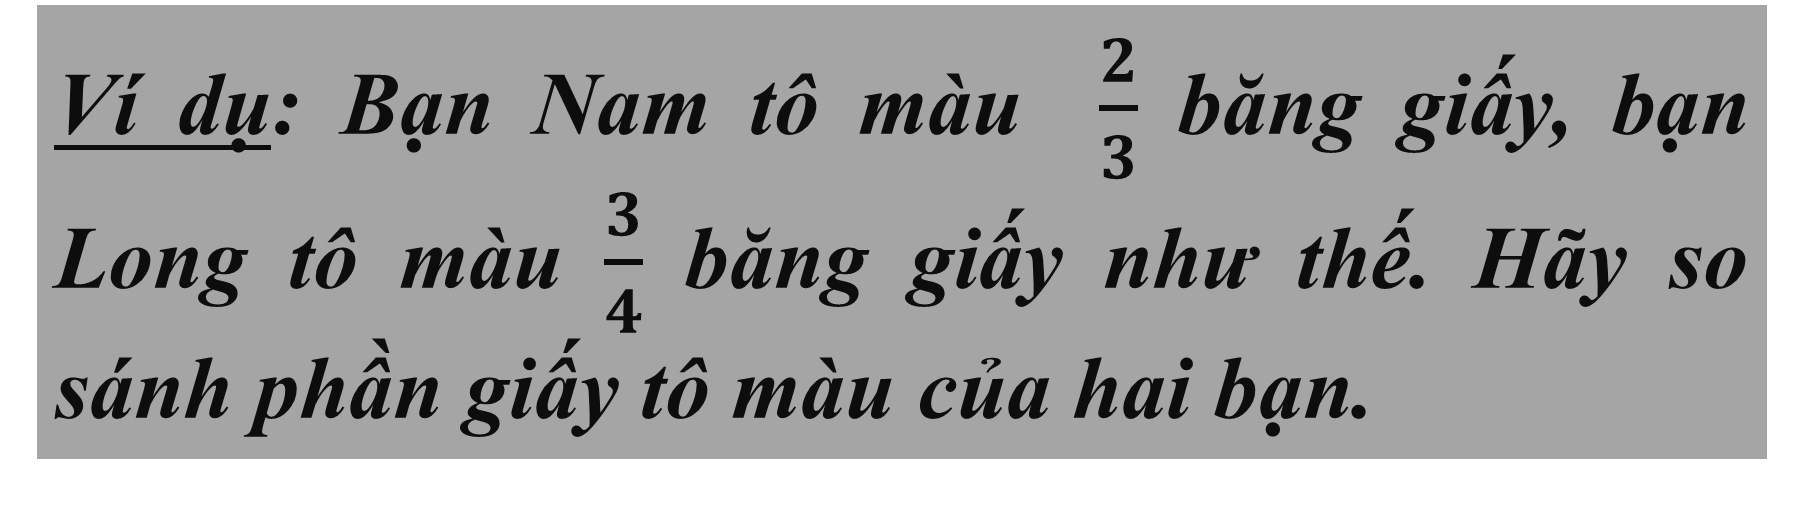 Ví dụ: Bạn Nam tô màu 2/3 băng giấy, bạn
Long tô màu 3/4 băng giấy như thế. Hãy so
sánh phần giấy tô màu của hai bạn.